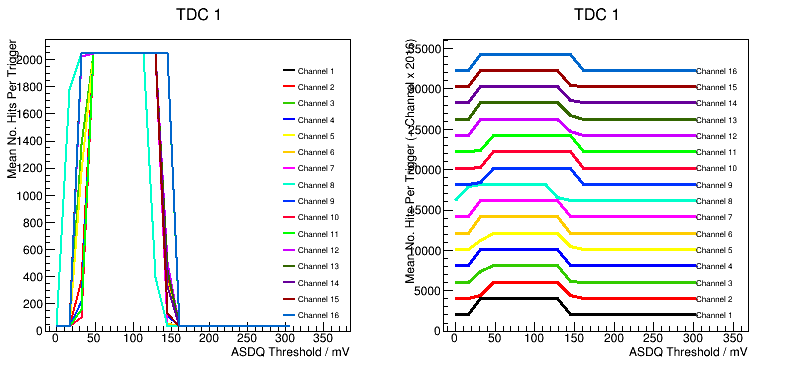 TDC 1
Mean No. Hits Per Trigger
2000
1800
1600
1400
1200
1000
800
600
400
200
0
0 50 100 150 200 250 300 350
ASDQ Threshold / mV
Channel 1
Channel 2
Channel 3
Channel 4
Channel 5
Channel 6
Channel 7
Channel 8
Channel 9
Channel 10
Channel 11
Channel 12
Channel 13
Channel 14
Channel 15
Channel 16
TDC 1
Mean No. Hits Per Trigger (+ Channel x 2016)
35000
30000
25000
20000
15000
10000
5000
0
0 50 100 150 200 250 300 350
ASDQ Threshold / mV
Channel 16
Channel 15
Channel 14
Channel 13
Channel 12
Channel 11
Channel 10
Channel 9
Channel 8
Channel 7
Channel 6
Channel 5
Channel 4
Channel 3
Channel 2
Channel 1